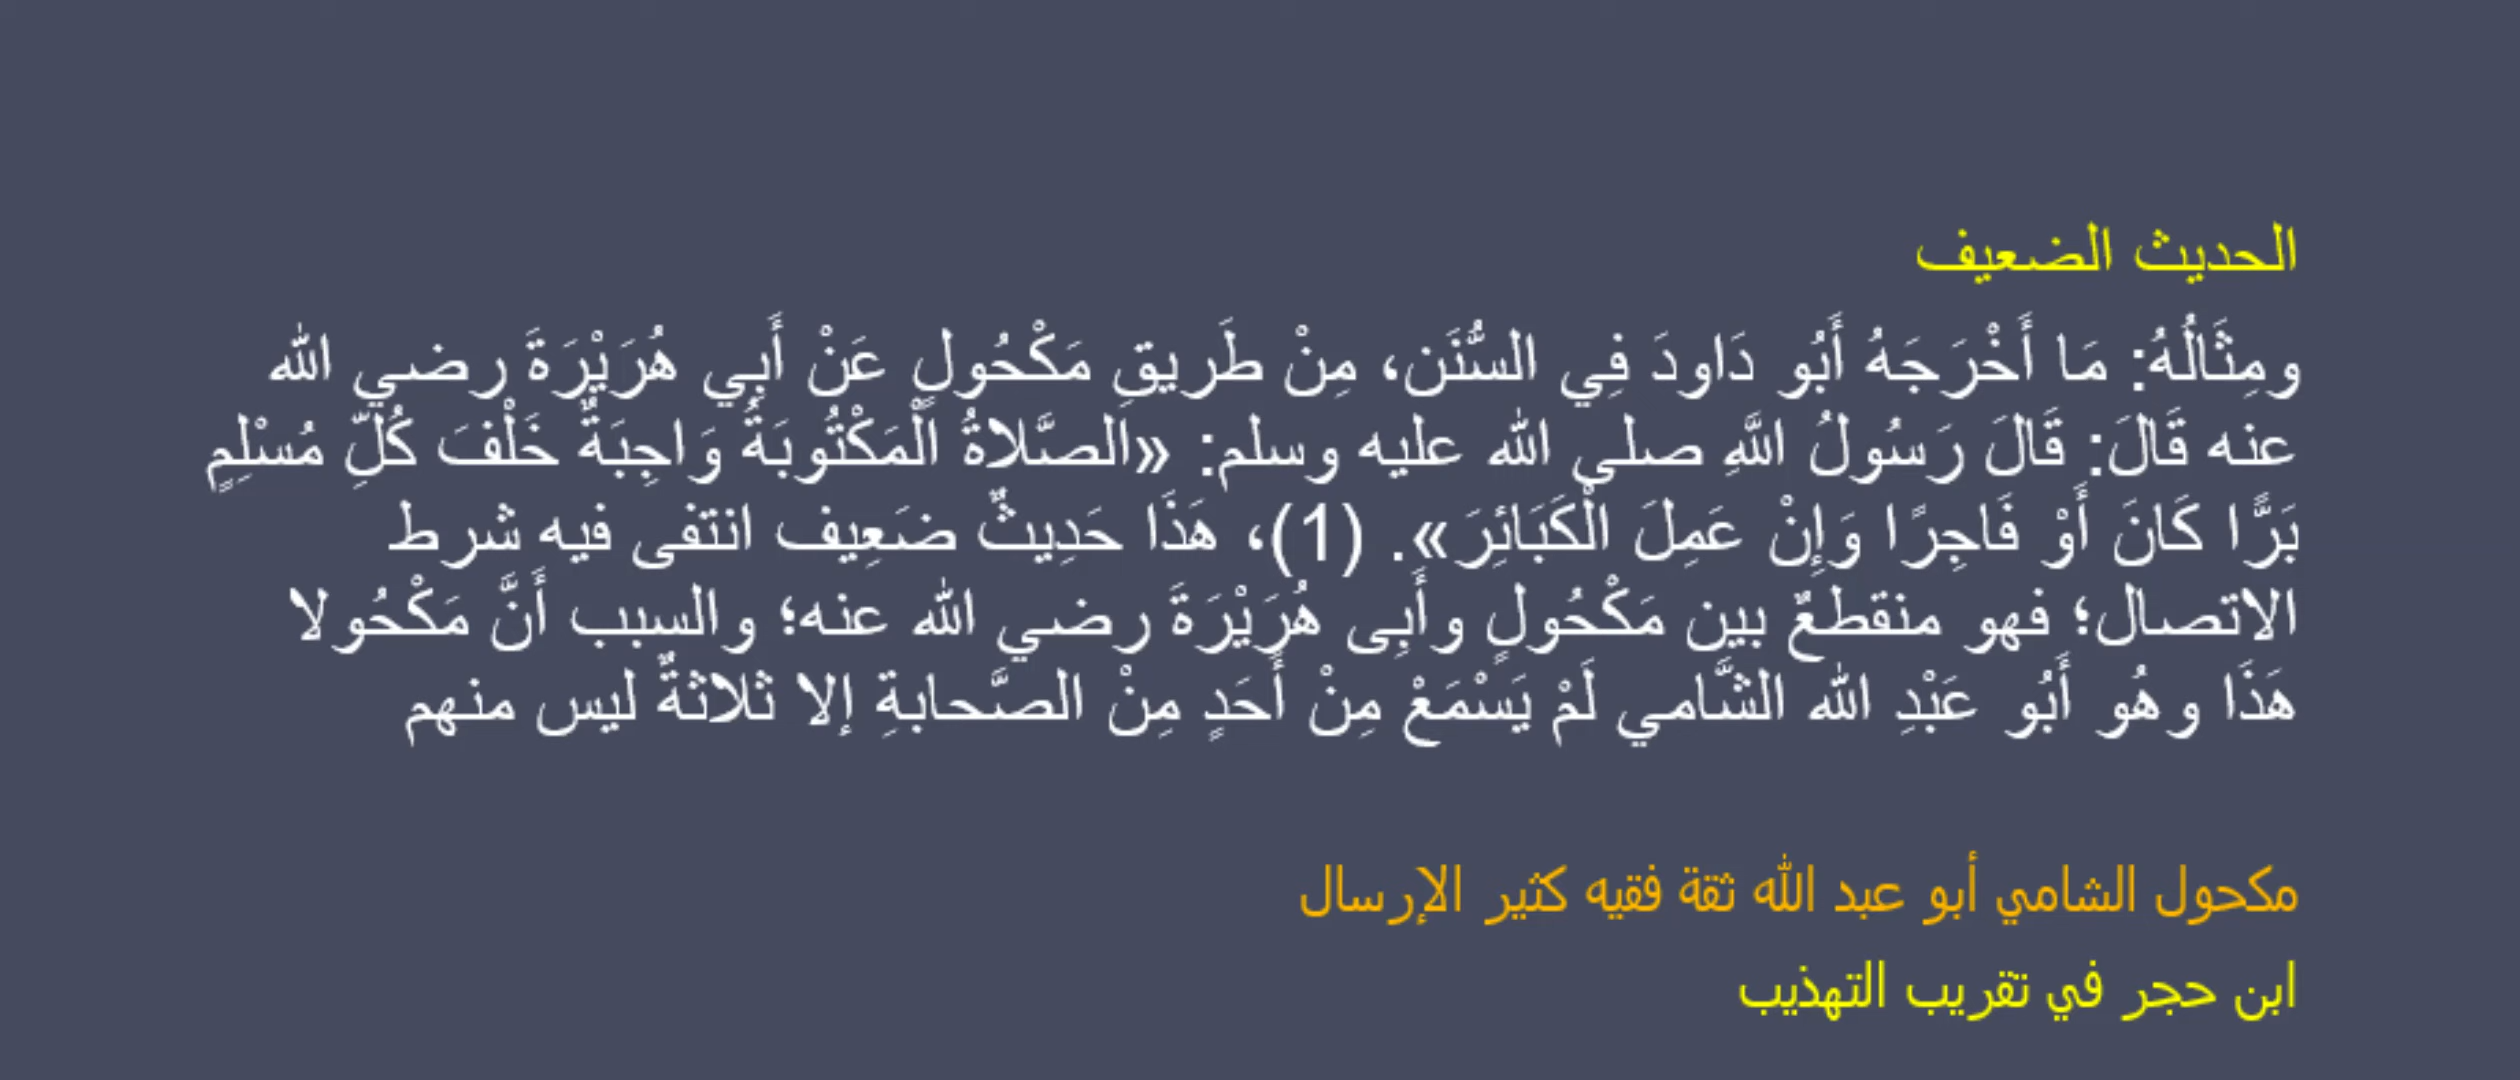 الحديث الضعيف
ومِثَالُهُ: مَا أَخْرَجَهُ أَبُو دَاودَ فِي السُّنَن، مِنْ طَرِيقِ مَكْحُولٍ عَنْ أَبِي هُرَيْرَةَ رضي الله
عنه قَالَ: قَالَ رَسُولُ اللَّهِ صلى الله عليه وسلم: «الصَّلاةُ الْمَكْتُوبَةُ وَاجِبَةٌ خَلْفَ كُلِّ مُسْلِمٍ
بَرًّا كَانَ أَوْ فَاجِرًا وَإِنْ عَمِلَ الْكَبَائِرَ». (1)، هَذَا حَدِيثٌ ضَعِيف انتفى فيه شرط
الاتصال؛ فهو منقطعٌ بين مَكْحُولٍ وأَبِى هُرَيْرَةَ رضي الله عنه؛ والسبب أَنَّ مَكْحُولا
هَذَا وهُو أَبُو عَبْدِ الله الشَّامي لَمْ يَسْمَعْ مِنْ أَحَدٍ مِنْ الصَّحابةِ إلا ثلاثةٌ ليس منهم
مكحول الشامي أبو عبد الله ثقة فقيه كثير الإرسال
ابن حجر في تقريب التهذيب